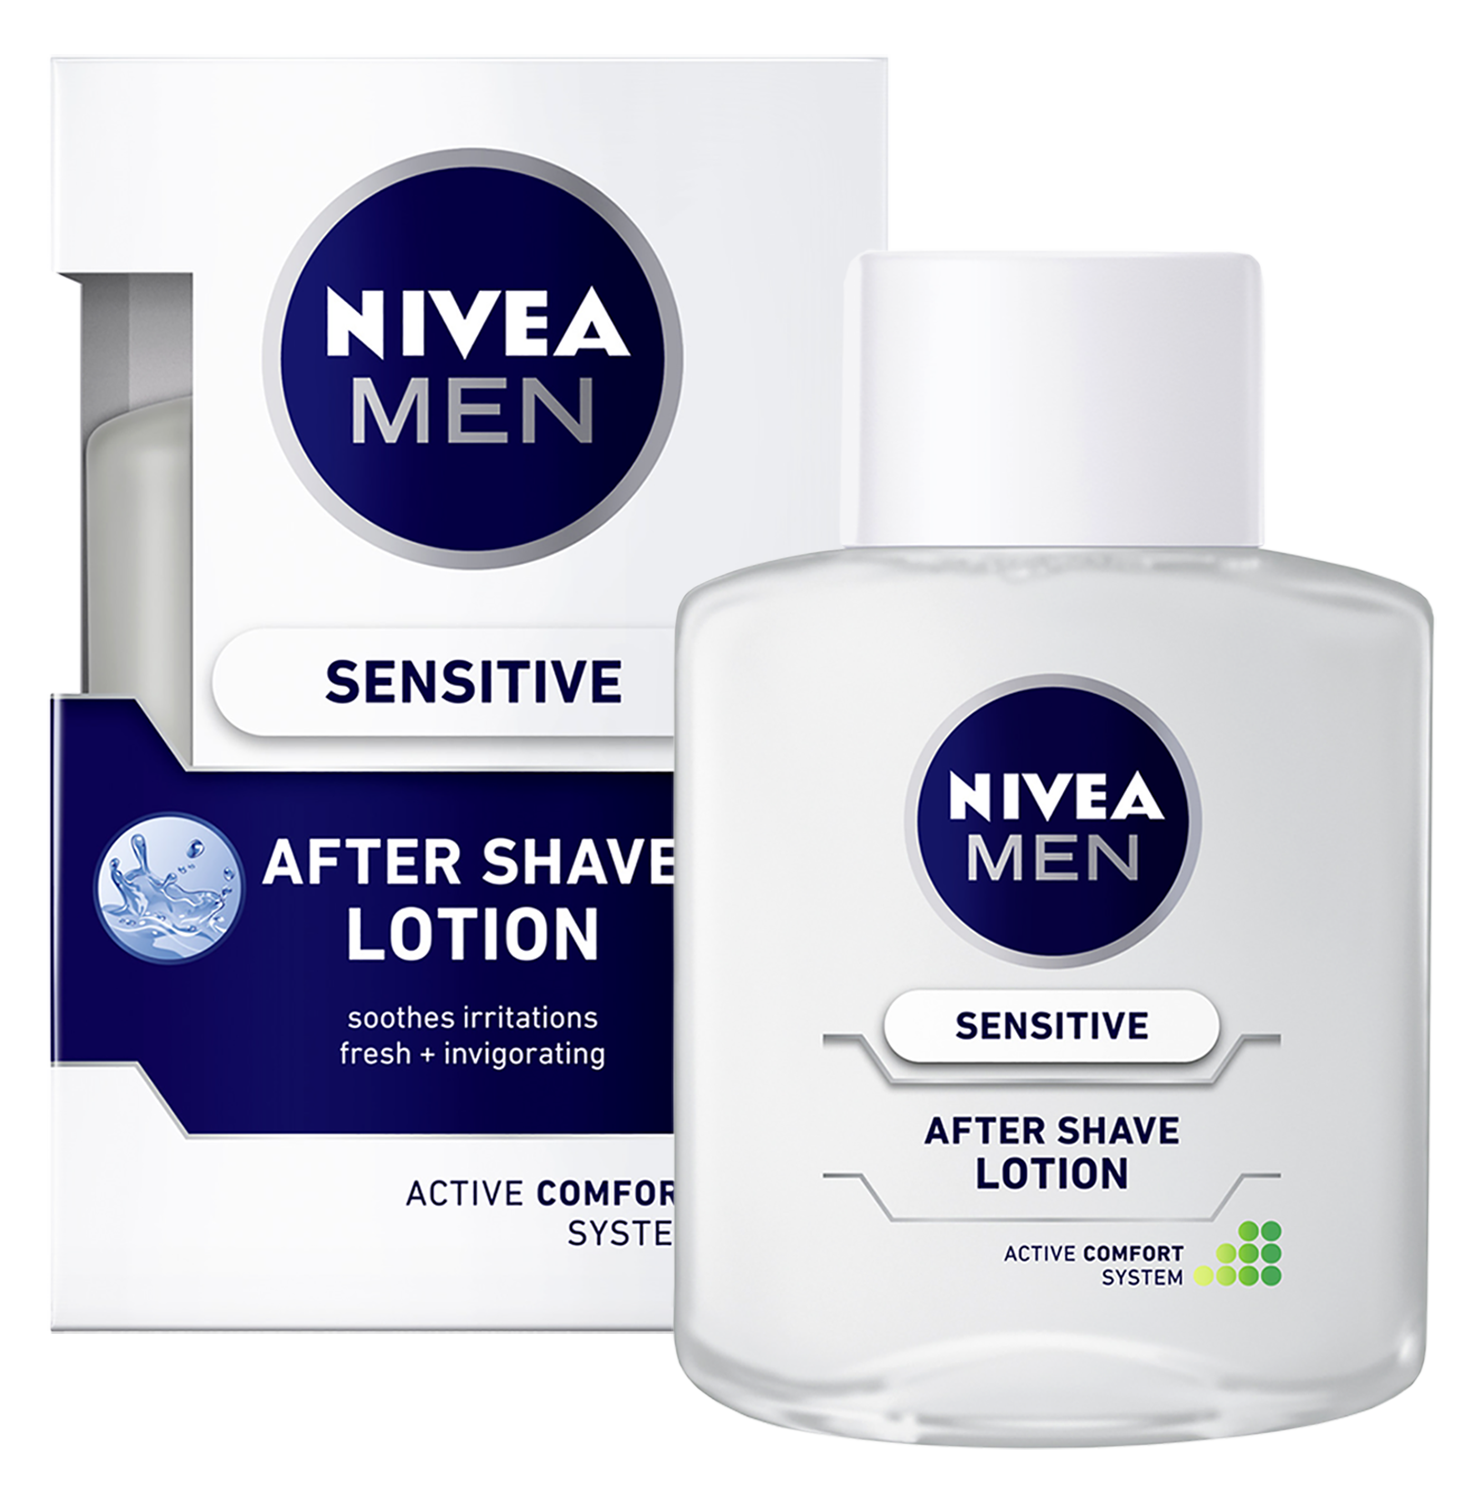 NIVEA
MEN
SENSITIVE
AFTER SHAVE
LOTION
soothes irritations
fresh + invigorating
ACTIVE COMFOR
SYSTE
NIVEA
MEN
SENSITIVE
AFTER SHAVE
LOTION
ACTIVE COMFORT
SYSTEM